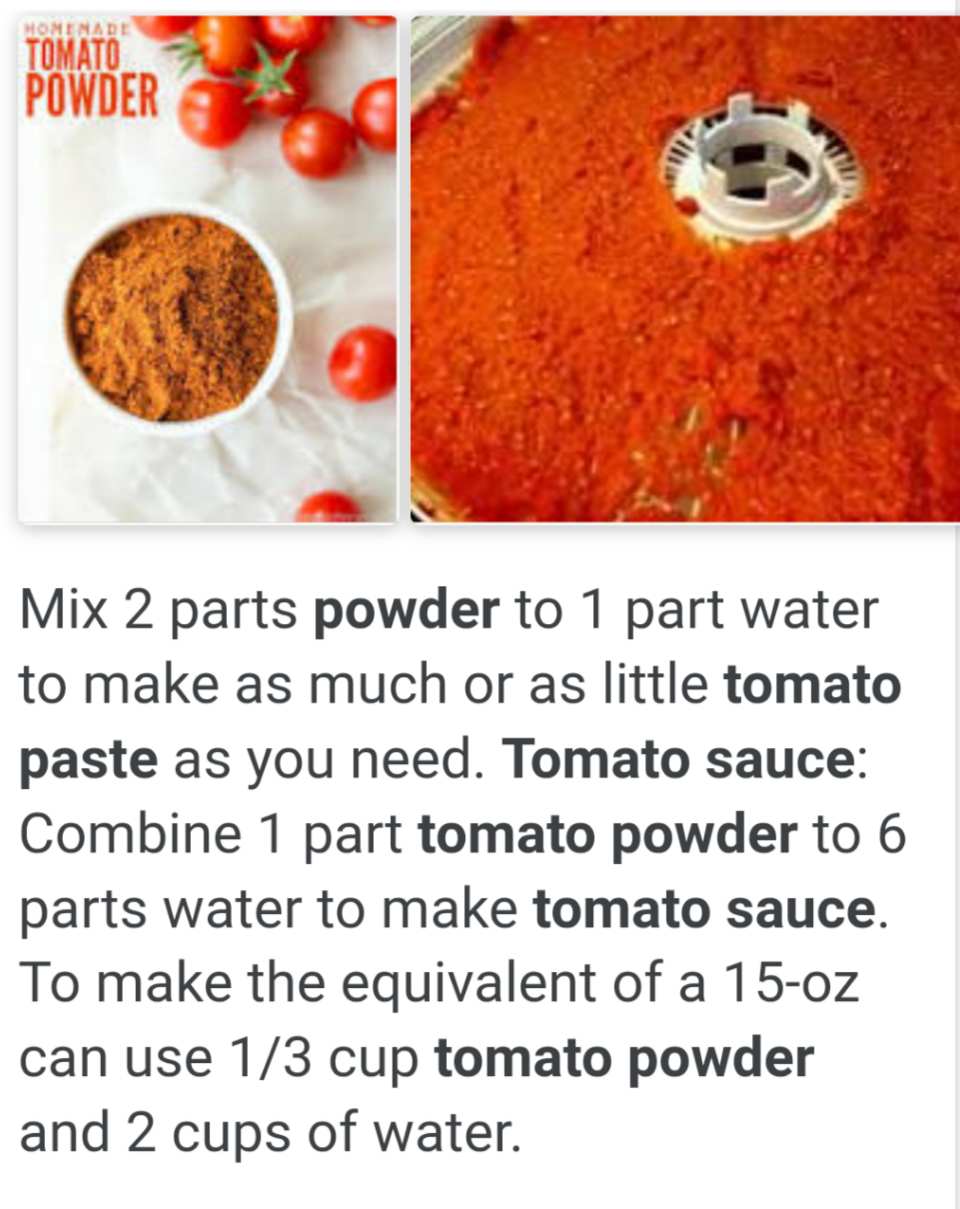 HOMEMADE
TOMATO
POWDER
Mix 2 parts powder to 1 part water
to make as much or as little tomato
paste as you need. Tomato sauce:
Combine 1 part tomato powder to 6
parts water to make tomato sauce.
To make the equivalent of a 15-oz
can use 1/3 cup tomato powder
and 2 cups of water.